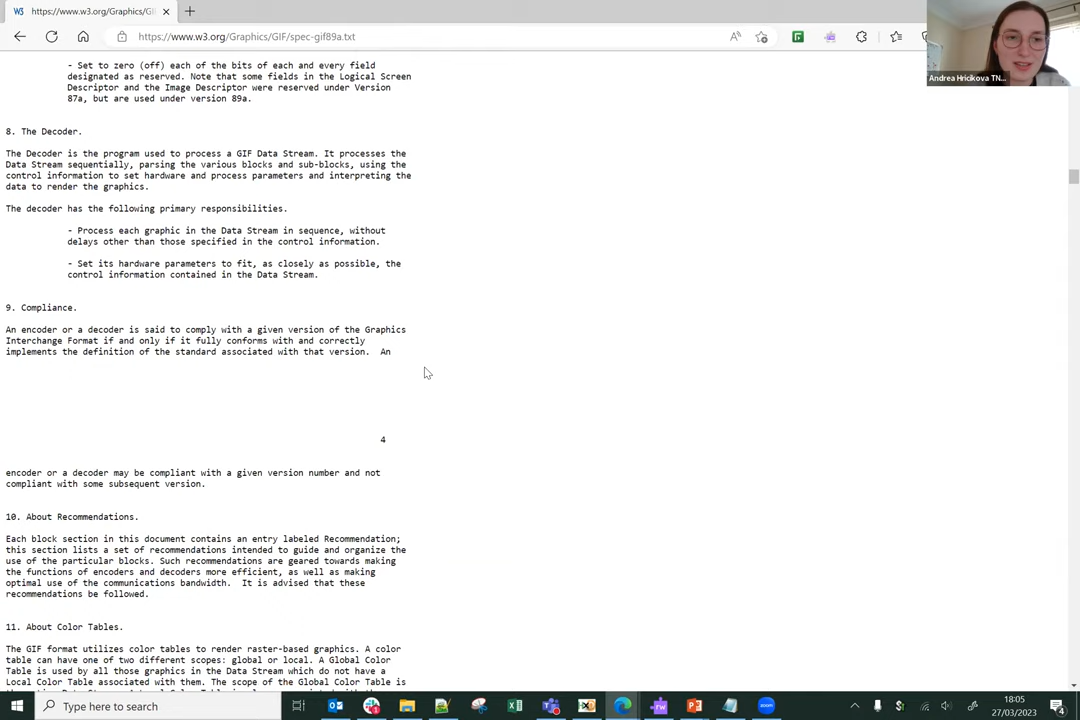 https://www.w3.org/Graphics/GI
https://www.w3.org/Graphics/GIF/spec-gif89a.txt
Andrea Hricikova TN...
- Set to zero (off) each of the bits of each and every field
designated as reserved. Note that some fields in the Logical Screen
Descriptor and the Image Descriptor were reserved under Version
87a, but are used under version 89a.
8. The Decoder.
The Decoder is the program used to process a GIF Data Stream. It processes the
Data Stream sequentially, parsing the various blocks and sub-blocks, using the
control information to set hardware and process parameters and interpreting the
data to render the graphics.
The decoder has the following primary responsibilities.
- Process each graphic in the Data Stream in sequence, without
delays other than those specified in the control information.
- Set its hardware parameters to fit, as closely as possible, the
control information contained in the Data Stream.
9. Compliance.
An encoder or a decoder is said to comply with a given version of the Graphics
Interchange Format if and only if it fully conforms with and correctly
implements the definition of the standard associated with that version. An
4
encoder or a decoder may be compliant with a given version number and not
compliant with some subsequent version.
10. About Recommendations.
Each block section in this document contains an entry labeled Recommendation;
this section lists a set of recommendations intended to guide and organize the
use of the particular blocks. Such recommendations are geared towards making
the functions of encoders and decoders more efficient, as well as making
optimal use of the communications bandwidth. It is advised that these
recommendations be followed.
11. About Color Tables.
The GIF format utilizes color tables to render raster-based graphics. A color
table can have one of two different scopes: global or local. A Global Color
Table is used by all those graphics in the Data Stream which do not have a
Local Color Table associated with them. The scope of the Global Color Table is
Type here to search
18:05
27/03/2023